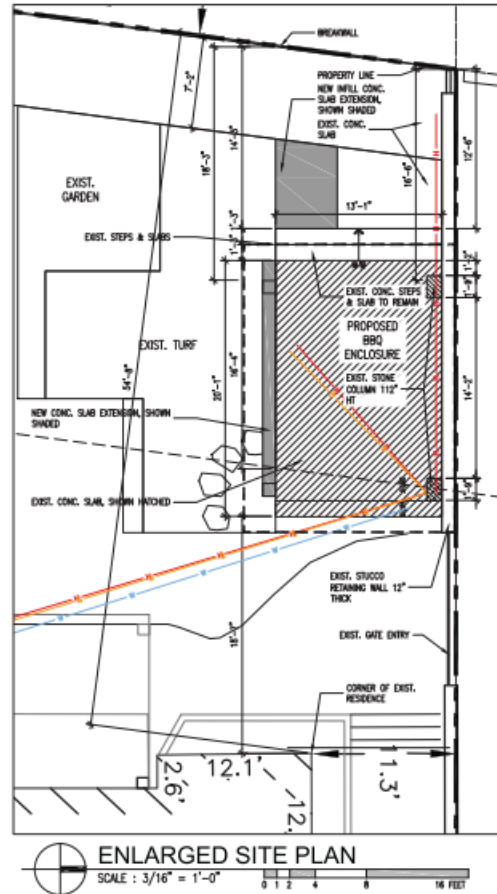 BREAKWALL
7'-2"
PROPERTY LINE
NEW INFILL CONC.
SLAB EXTENSION,
SHOWN SHADED
EXIST. CONC.
SLAB
14'-5"
18'-3"
16'-6"
12'-6"
EXIST.
GARDEN
13'-1"
EXIST. STEPS & SLABS
1'-3"
EXIST. CONC. STEPS
& SLAB TO REMAIN
PROPOSED
BBQ
ENCLOSURE
EXIST. TURF
EXIST. STONE
COLUMN 112"
HT
54'-8"
20'-1"
16'-4"
14'-2"
1'-9"
NEW CONC. SLAB EXTENSION, SHOWN
SHADED
EXIST. CONC. SLAB, SHOWN HATCHED
1'-9"
EXIST. STUCCO
RETAINING WALL 12"
THICK
EXIST. GATE ENTRY
CORNER OF EXIST.
RESIDENCE
12.1'
11.3'
2.6'
12.
ENLARGED SITE PLAN
SCALE : 3/16" = 1'-0"
0 1 2 4 8 16 FEET